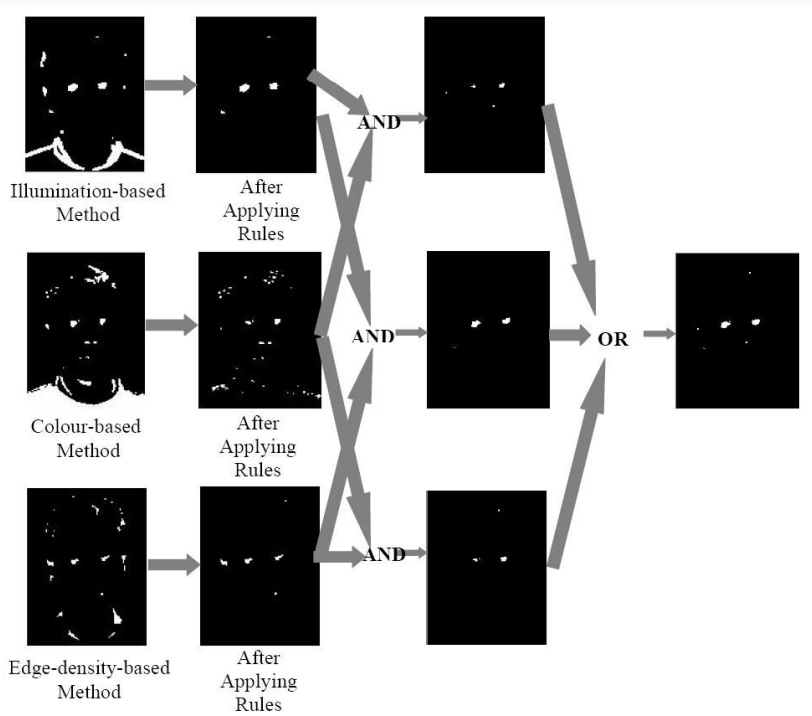 AND
Illumination-based
Method
After
Applying
Rules
AND
OR
Colour-based
Method
After
Applying
Rules
AND
Edge-density-based
Method
After
Applying
Rules